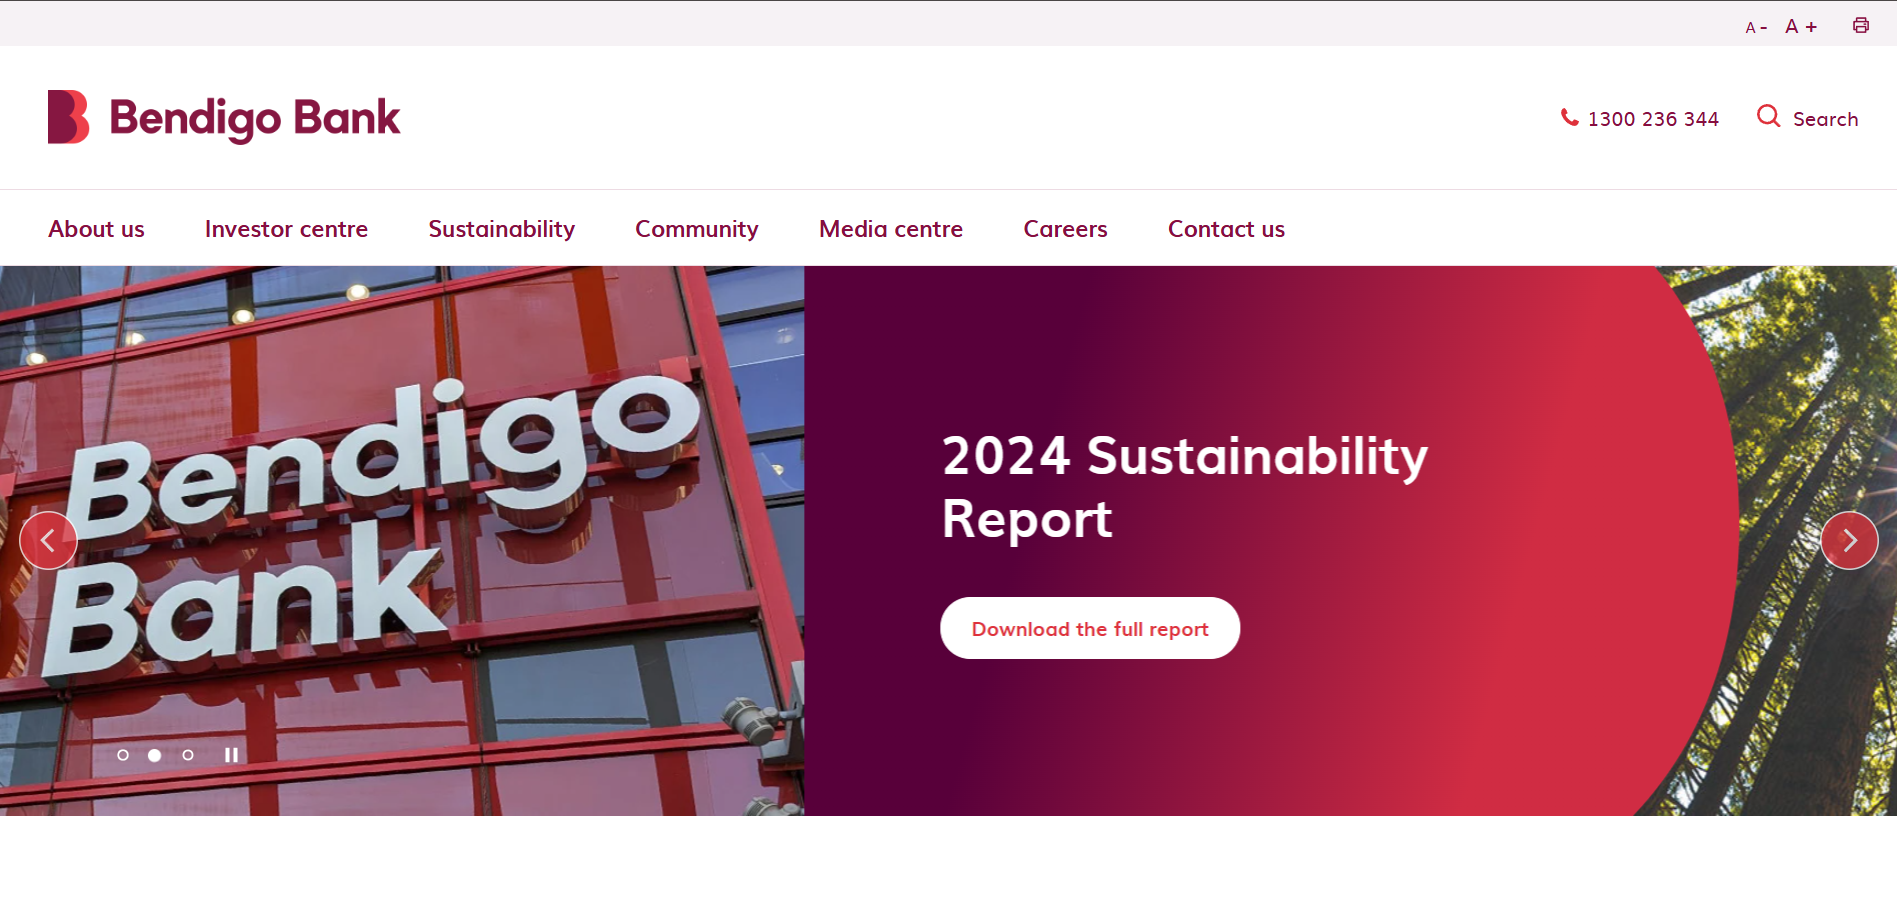 A - A +
Bendigo Bank
1300 236 344
Search
About us
Investor centre
Sustainability
Community
Media centre
Careers
Contact us
Bendigo
Bank
2024 Sustainability
Report
Download the full report